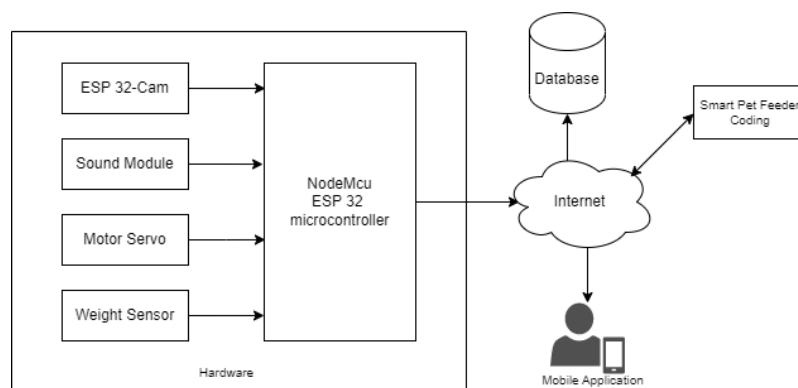 ESP 32-Cam
Sound Module
Motor Servo
Weight Sensor
NodeMcu
ESP 32
microcontroller
Hardware
Database
Internet
Smart Pet Feeder
Coding
Mobile Application